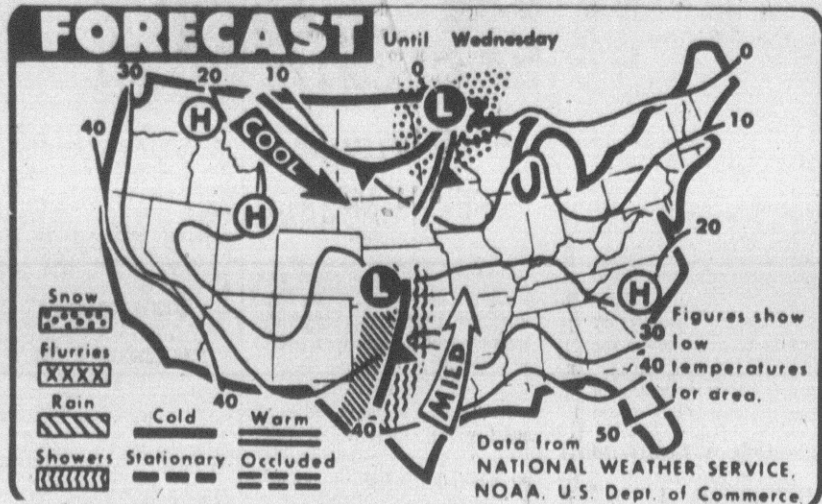 FORECAST
Until Wednesday
30 20 10 0 0
40
10
20
30
40
50
40
40
H
H
H
L
L
COOL
MILD
Snow
Flurries
XXXX
Rain
Showers
Cold Warm
Stationary Occluded
Figures show
low
temperatures
for area.
Data from
NATIONAL WEATHER SERVICE,
NOAA, U.S. Dept. of Commerce.